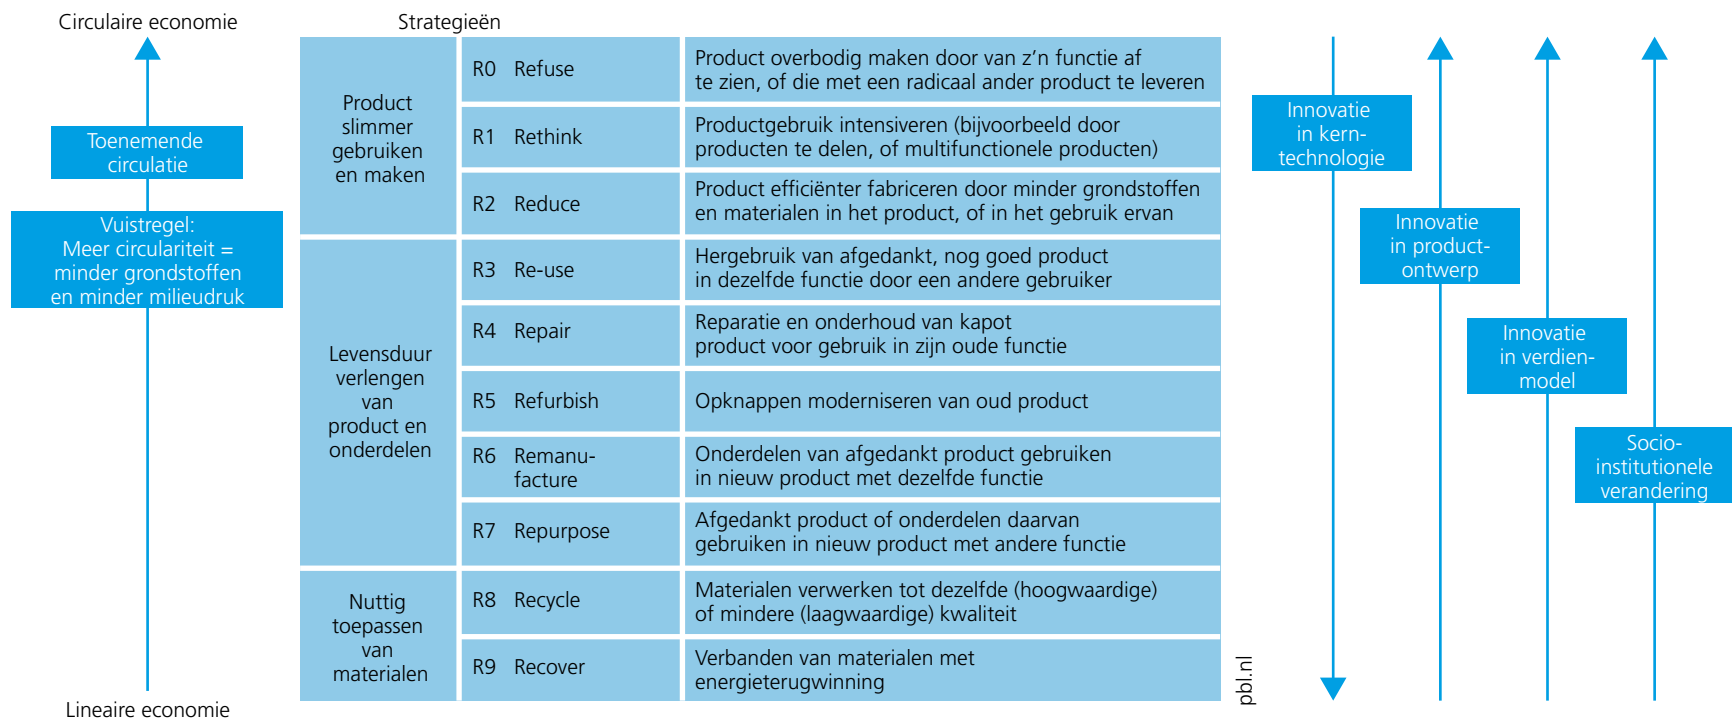 Circulaire economie
Toenemende
circulatie
Vuistregel:
Meer circulariteit =
minder grondstoffen
en minder milieudruk
Lineaire economie
Strategieën
Product
slimmer
gebruiken
en maken
R0 Refuse
Product overbodig maken door van z’n functie af
te zien, of die met een radicaal ander product te leveren
R1 Rethink
Productgebruik intensiveren (bijvoorbeeld door
producten te delen, of multifunctionele producten)
R2 Reduce
Product efficiënter fabriceren door minder grondstoffen
en materialen in het product, of in het gebruik ervan
Levensduur
verlengen
van
product en
onderdelen
R3 Re-use
Hergebruik van afgedankt, nog goed product
in dezelfde functie door een andere gebruiker
R4 Repair
Reparatie en onderhoud van kapot
product voor gebruik in zijn oude functie
R5 Refurbish
Opknappen moderniseren van oud product
R6 Remanu-
facture
Onderdelen van afgedankt product gebruiken
in nieuw product met dezelfde functie
R7 Repurpose
Afgedankt product of onderdelen daarvan
gebruiken in nieuw product met andere functie
Nuttig
toepassen
van
materialen
R8 Recycle
Materialen verwerken tot dezelfde (hoogwaardige)
of mindere (laagwaardige) kwaliteit
R9 Recover
Verbanden van materialen met
energieterugwinning
pbl.nl
Innovatie
in kern-
technologie
Innovatie
in product-
ontwerp
Innovatie
in verdien-
model
Socio-
institutionele
verandering